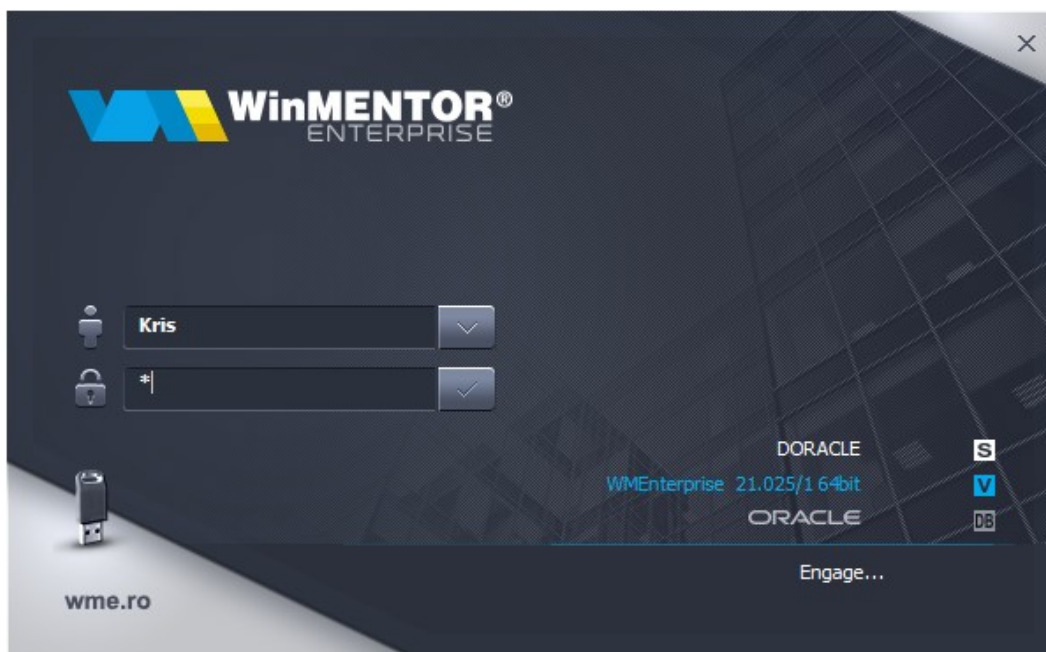 WinMENTOR®
ENTERPRISE
Kris
*
DORACLE S
WMEnterprise 21.025/1 64bit V
ORACLE DB
Engage...
wme.ro